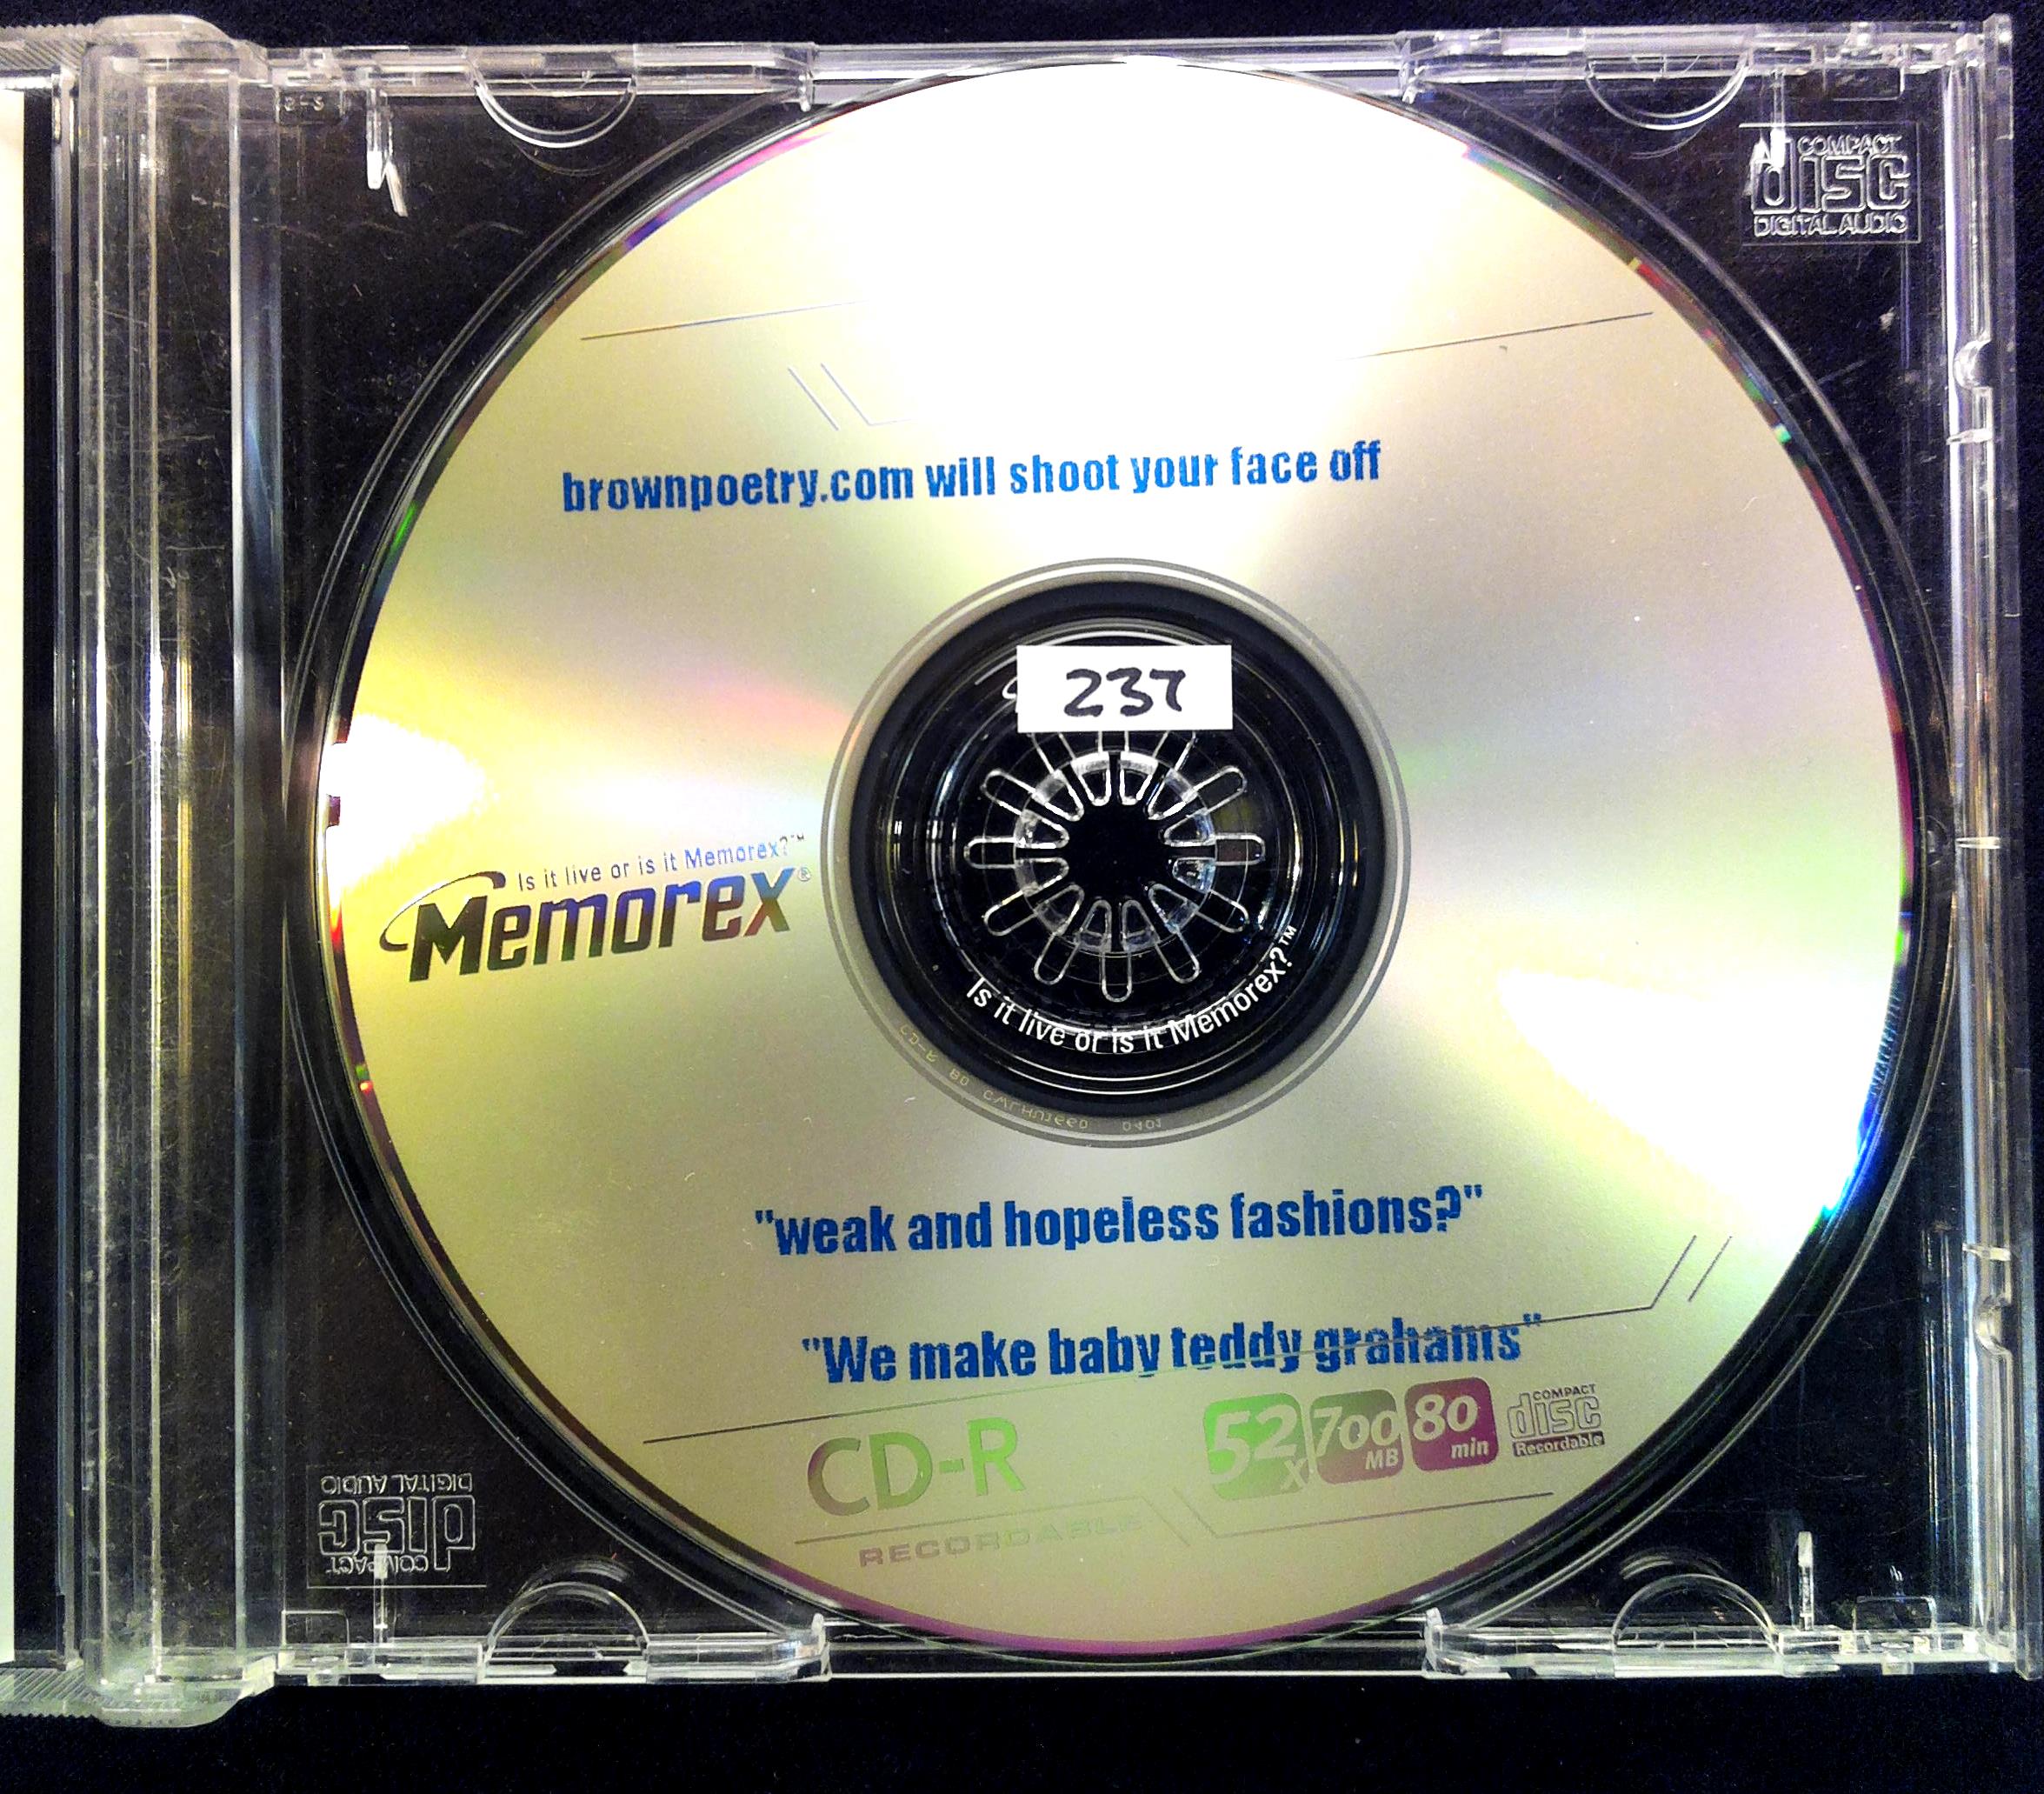 COMPACT
disc
DIGITAL AUDIO
brownpoetry.com will shoot your face off
237
Is it live or is it Memorex?™
Memorex®
Is it live or is it Memorex?™
"weak and hopeless fashions?"
"We make baby teddy grahams"
CD-R
RECORDABLE
52x
700 MB
80 min
COMPACT
disc
Recordable
COMPACT
disc
DIGITAL AUDIO